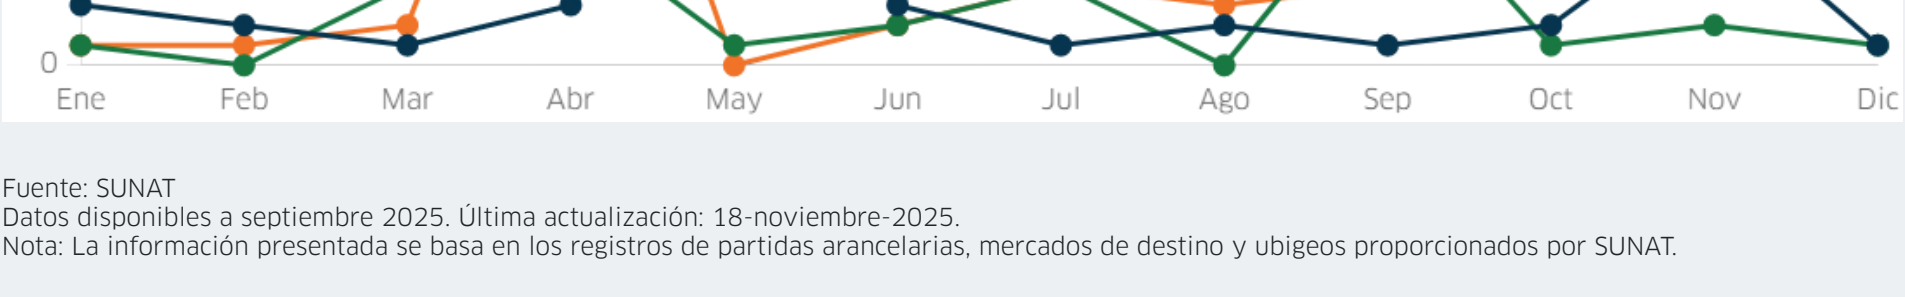 0
Ene Feb Mar Abr May Jun Jul Ago Sep Oct Nov Dic
Fuente: SUNAT
Datos disponibles a septiembre 2025. Última actualización: 18-noviembre-2025.
Nota: La información presentada se basa en los registros de partidas arancelarias, mercados de destino y ubigeos proporcionados por SUNAT.